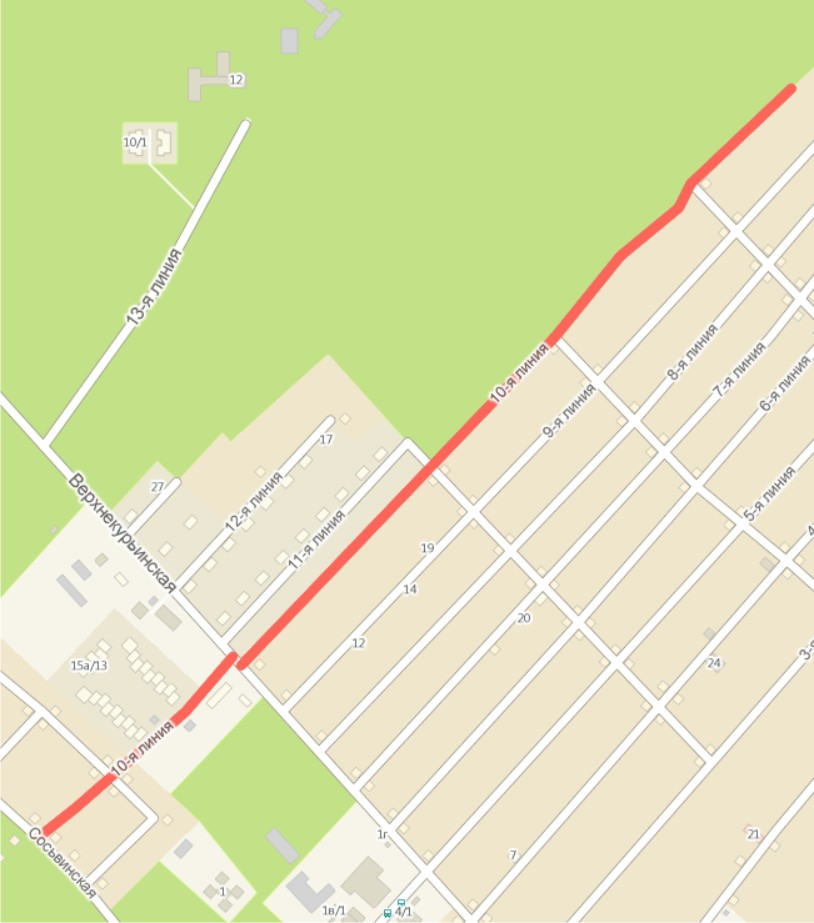 12
10/1
13-я линия
10-я линия
8-я линия
7-я линия
6-я линия
9-я линия
17
27
12-я линия
5-я линия
Верхнекурьинская
11-я линия
19
14
20
12
15а/13
24
10-я линия
Сосьвинская
1г
21
7
1
1в/1
4/1